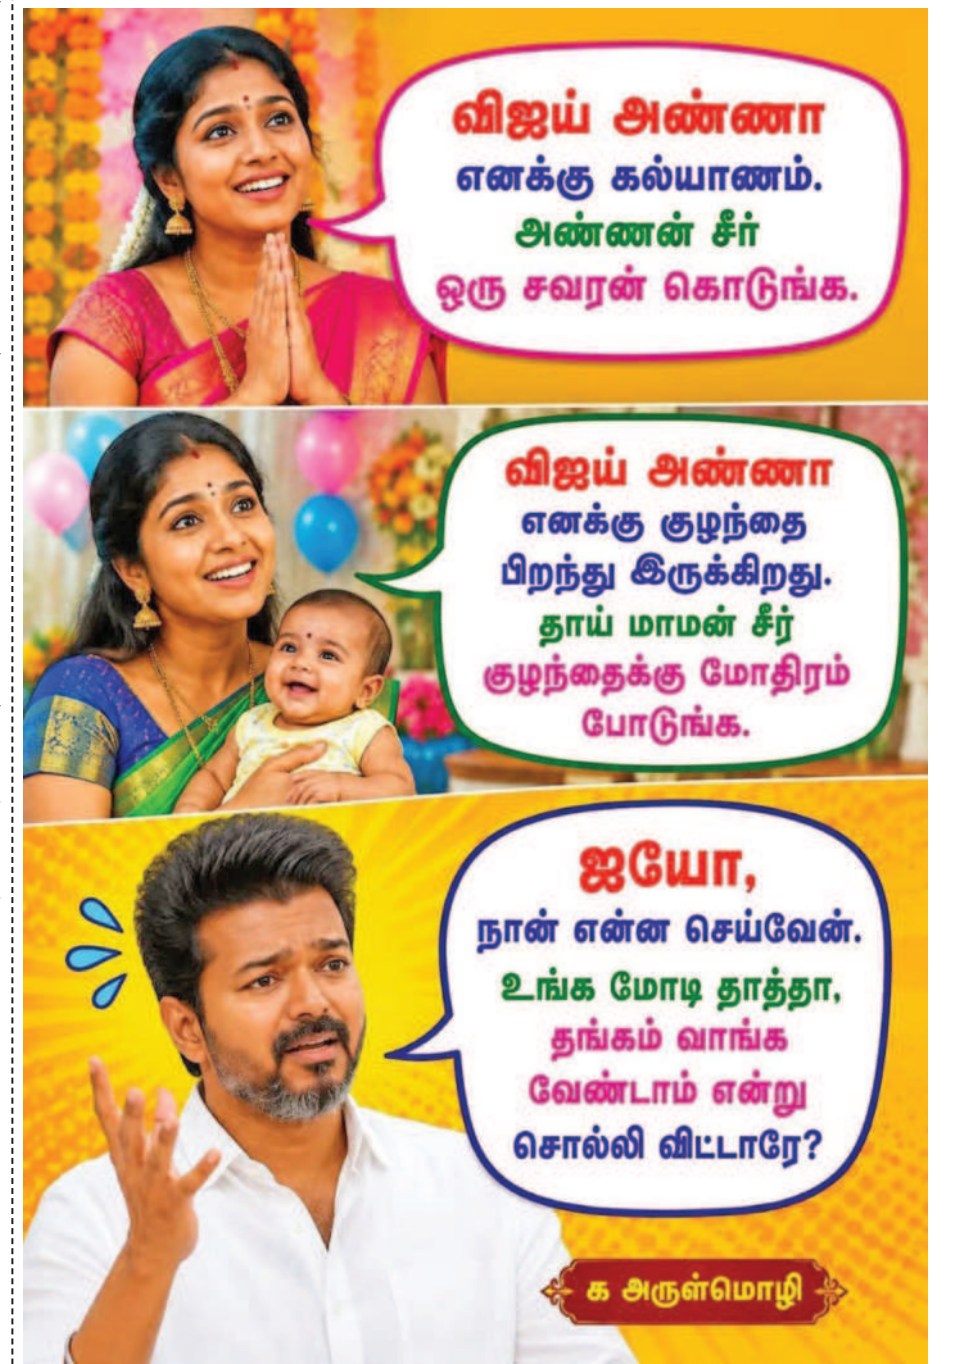 விஜய் அண்ணா
எனக்கு கல்யாணம்.
அண்ணன் சீர்
ஒரு சவரன் கொடுங்க.
விஜய் அண்ணா
எனக்கு குழந்தை
பிறந்து இருக்கிறது.
தாய் மாமன் சீர்
குழந்தைக்கு மோதிரம்
போடுங்க.
ஐயோ,
நான் என்ன செய்வேன்.
உங்க மோடி தாத்தா,
தங்கம் வாங்க
வேண்டாம் என்று
சொல்லி விட்டாரே?
க அருள்மொழி